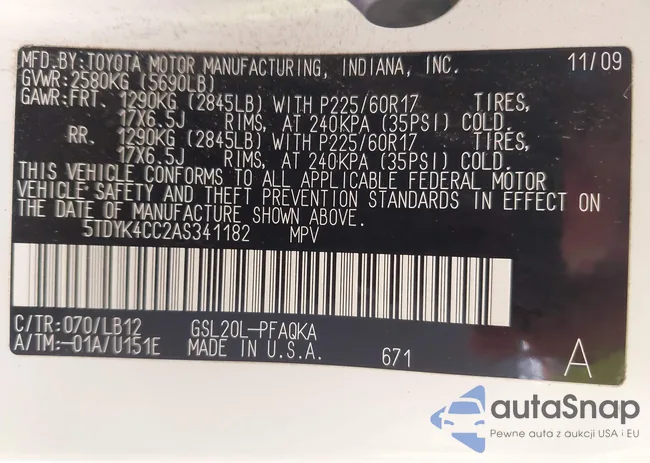 MFD.BY:TOYOTA MOTOR MANUFACTURING, INDIANA, INC. 11/09
GVWR:2580KG (5690LB)
GAWR:FRT. 1290KG (2845LB) WITH P225/60R17 TIRES,
17X6.5J RIMS, AT 240KPA (35PSI) COLD.
RR. 1290KG (2845LB) WITH P225/60R17 TIRES,
17X6.5J RIMS, AT 240KPA (35PSI) COLD.
THIS VEHICLE CONFORMS TO ALL APPLICABLE FEDERAL MOTOR
VEHICLE SAFETY AND THEFT PREVENTION STANDARDS IN EFFECT ON
THE DATE OF MANUFACTURE SHOWN ABOVE.
5TDYK4CC2AS341182 MPV
C/TR:070/LB12 GSL20L-PFAQKA
A/TM:-01A/U151E MADE IN U.S.A. 671 A
autaSnap
Pewne auta z aukcji USA i EU